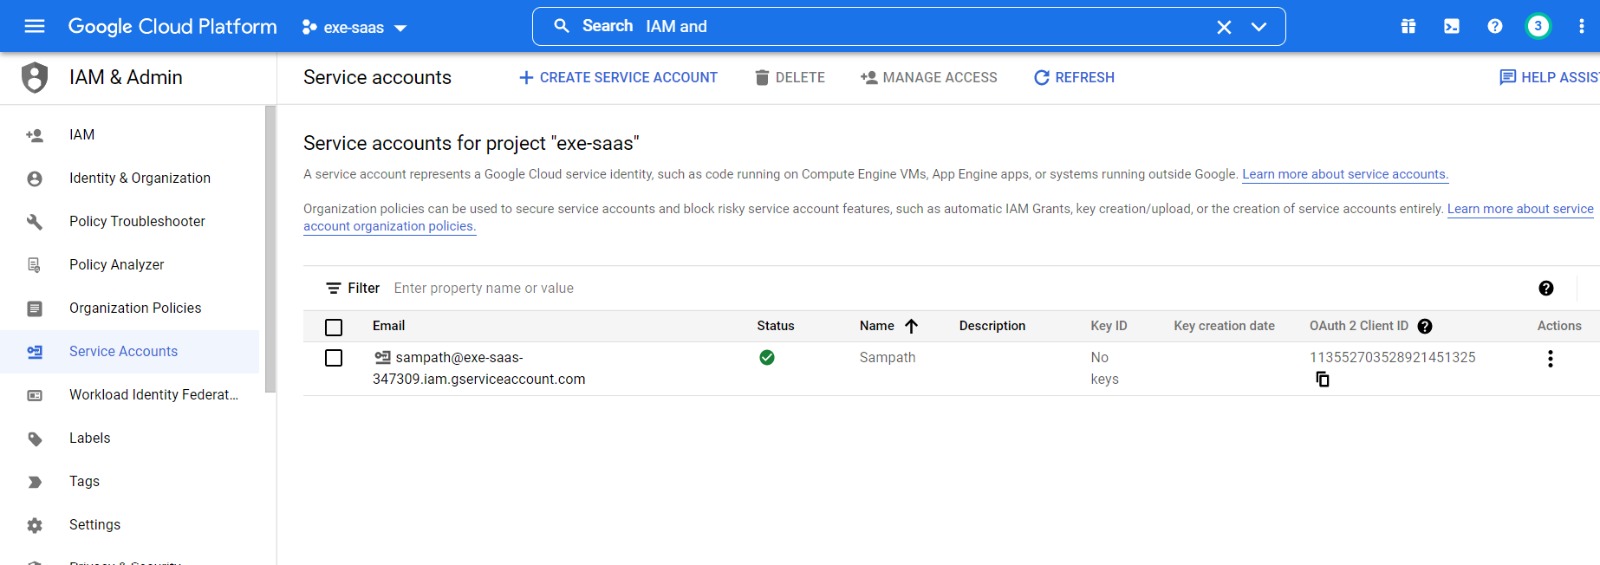 Google Cloud Platform
exe-saas
Search IAM and
3
IAM & Admin
Service accounts
CREATE SERVICE ACCOUNT
DELETE
MANAGE ACCESS
REFRESH
HELP ASSIS
IAM
Identity & Organization
Policy Troubleshooter
Policy Analyzer
Organization Policies
Service Accounts
Workload Identity Federat...
Labels
Tags
Settings
Privacy & Security
Service accounts for project "exe-saas"
A service account represents a Google Cloud service identity, such as code running on Compute Engine VMs, App Engine apps, or systems running outside Google. Learn more about service accounts.
Organization policies can be used to secure service accounts and block risky service account features, such as automatic IAM Grants, key creation/upload, or the creation of service accounts entirely. Learn more about service
account organization policies.
Filter Enter property name or value
Email Status Name Description Key ID Key creation date OAuth 2 Client ID Actions
sampath@exe-saas- Sampath No 113552703528921451325
347309.iam.gserviceaccount.com keys